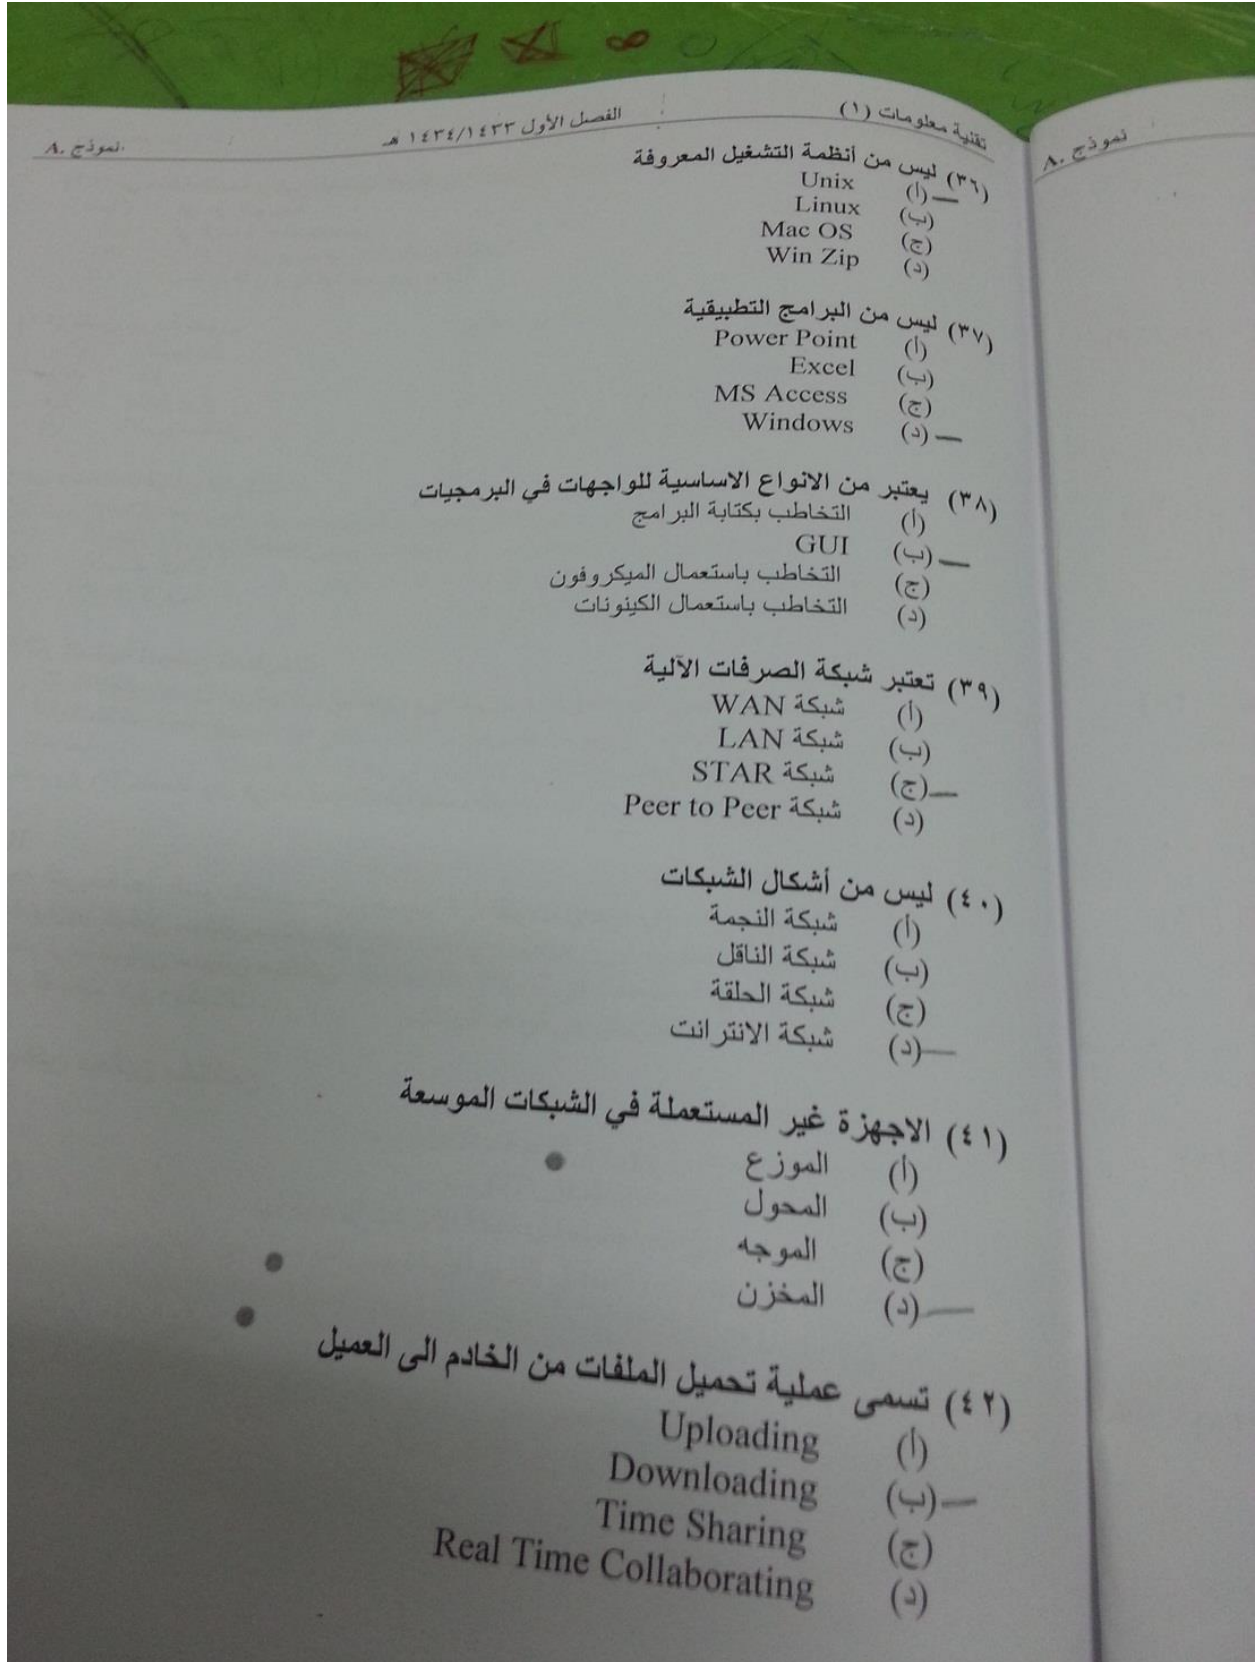 تقنية معلومات (١) الفصل الأول ١٤٣٤/١٤٣٣ هـ نموذج A.
نموذج A.
(٣٦) ليس من أنظمة التشغيل المعروفة
(أ) Unix
(ب) Linux
(ج) Mac OS
(د) Win Zip
(٣٧) ليس من البرامج التطبيقية
(أ) Power Point
(ب) Excel
(ج) MS Access
(د) Windows
(٣٨) يعتبر من الانواع الاساسية للواجهات في البرمجيات
(أ) التخاطب بكتابة البرامج
(ب) GUI
(ج) التخاطب باستعمال الميكروفون
(د) التخاطب باستعمال الكينونات
(٣٩) تعتبر شبكة الصرفات الآلية
(أ) شبكة WAN
(ب) شبكة LAN
(ج) شبكة STAR
(د) شبكة Peer to Peer
(٤٠) ليس من أشكال الشبكات
(أ) شبكة النجمة
(ب) شبكة الناقل
(ج) شبكة الحلقة
(د) شبكة الانترانت
(٤١) الاجهزة غير المستعملة في الشبكات الموسعة
(أ) الموزع
(ب) المحول
(ج) الموجه
(د) المخزن
(٤٢) تسمى عملية تحميل الملفات من الخادم الى العميل
(أ) Uploading
(ب) Downloading
(ج) Time Sharing
(د) Real Time Collaborating